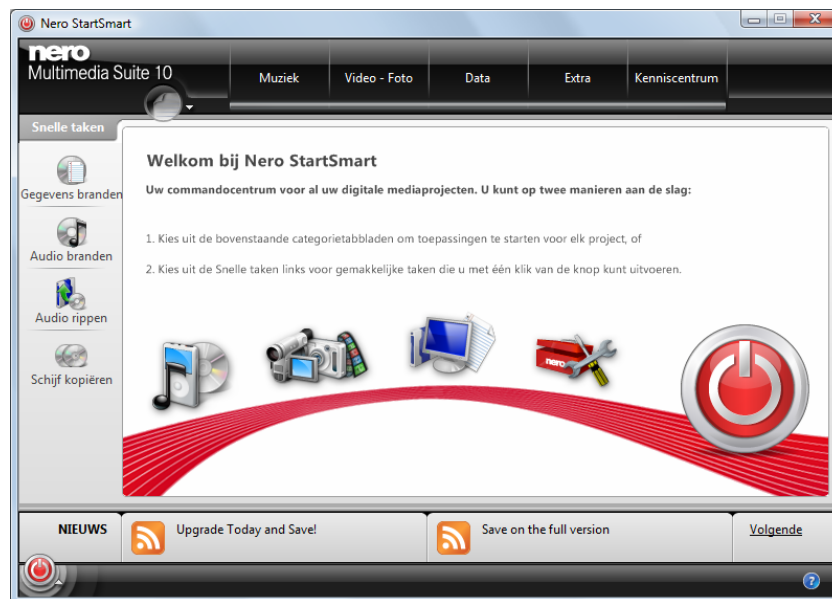 Nero StartSmart
nero
Multimedia Suite 10
Muziek
Video - Foto
Data
Extra
Kenniscentrum
Snelle taken
Gegevens branden
Audio branden
Audio rippen
Schijf kopiëren
Welkom bij Nero StartSmart
Uw commandocentrum voor al uw digitale mediaprojecten. U kunt op twee manieren aan de slag:
1. Kies uit de bovenstaande categorietabbladen om toepassingen te starten voor elk project, of
2. Kies uit de Snelle taken links voor gemakkelijke taken die u met één klik van de knop kunt uitvoeren.
nero
NIEUWS
Upgrade Today and Save!
Save on the full version
Volgende
?